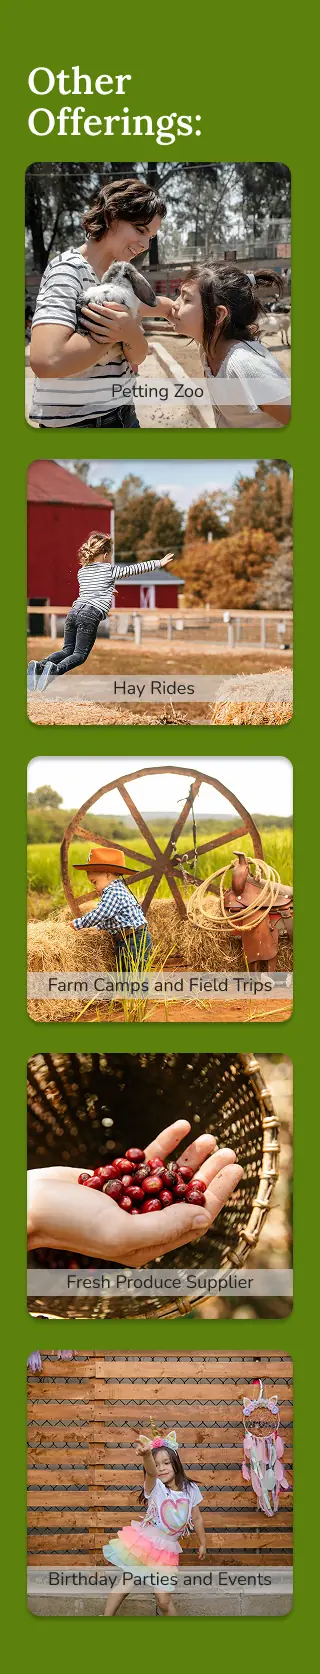 Other
Offerings:
Petting Zoo
Hay Rides
Farm Camps and Field Trips
Fresh Produce Supplier
Birthday Parties and Events